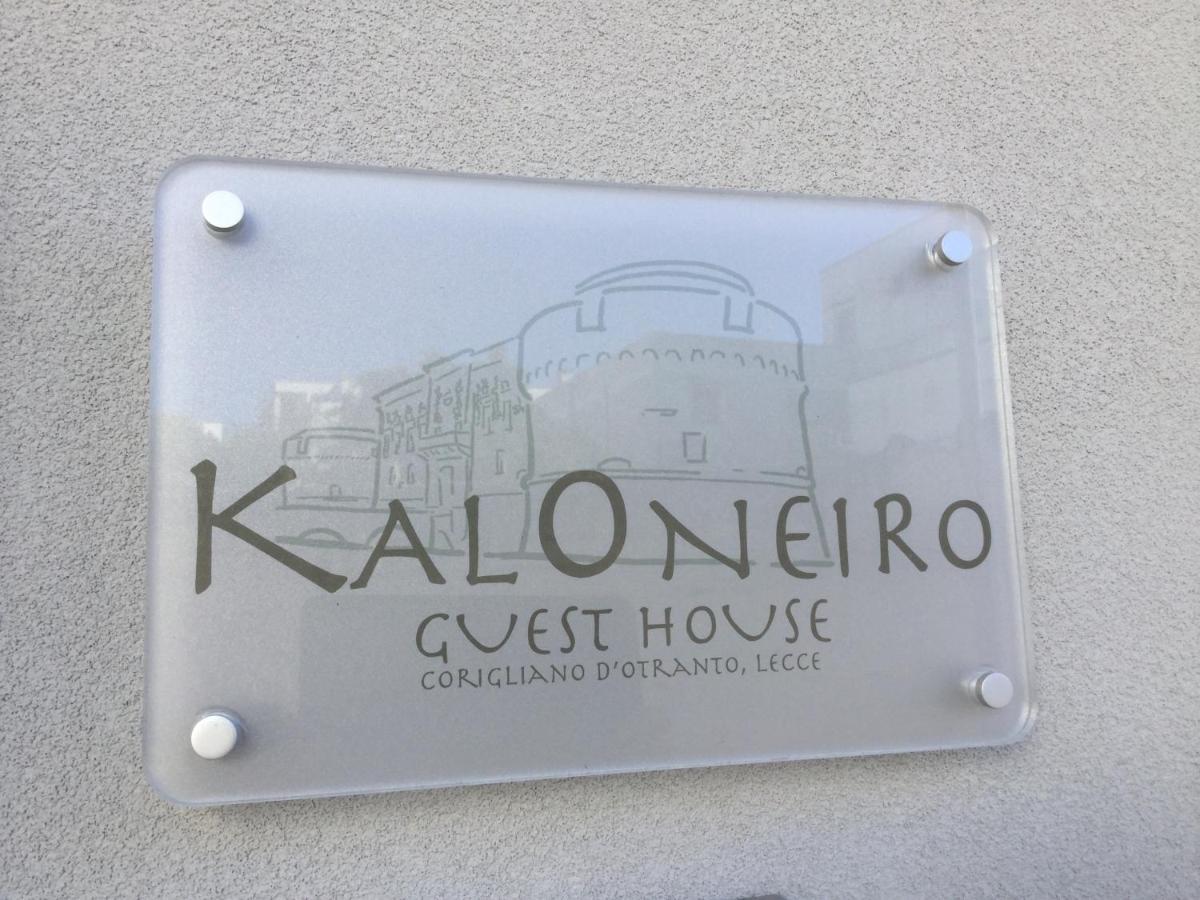 KALONEIRO
GUEST HOUSE
CORIGLIANO D'OTRANTO, LECCE